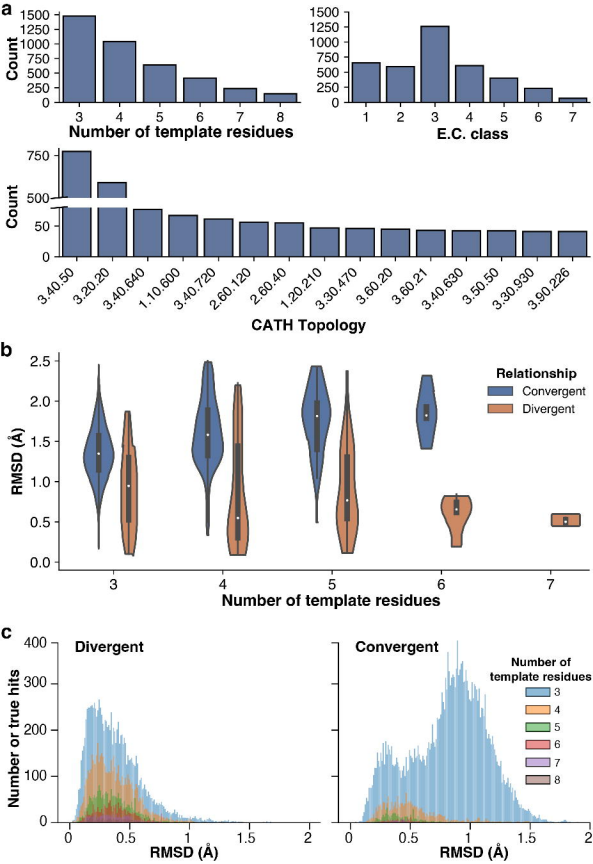 a
1500
1250
1000
750
500
250
0
Count
3 4 5 6 7 8
Number of template residues
1500
1250
1000
750
500
250
0
1 2 3 4 5 6 7
E.C. class
750
500
50
0
Count
3.40.50 3.20.20 3.40.640 1.10.600 3.40.720 2.60.120 2.60.40 1.20.210 3.30.470 3.60.20 3.60.21 3.40.630 3.50.50 3.30.930 3.90.226
CATH Topology
b
2.5
2.0
1.5
1.0
0.5
0.0
RMSD (Å)
Relationship
Convergent
Divergent
3 4 5 6 7
Number of template residues
c
400
300
200
100
0
Number or true hits
Divergent
0 0.5 1 1.5 2
RMSD (Å)
Convergent
Number of
template residues
3
4
5
6
7
8
0 0.5 1 1.5 2
RMSD (Å)